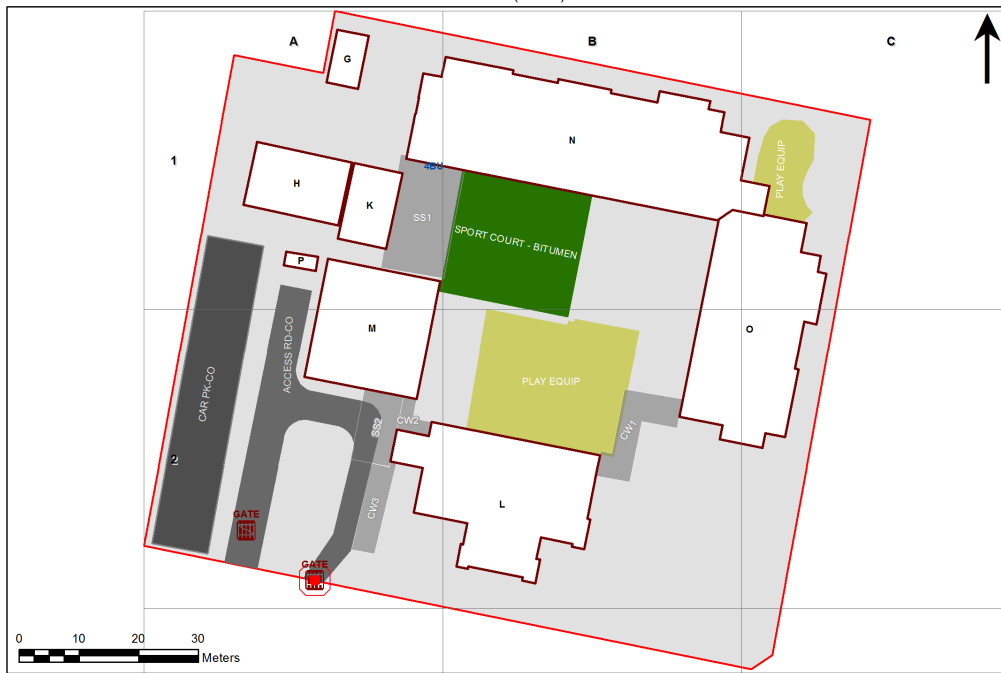 A
B
C
G
N
1
4BU
PLAY EQUIP
H
K
SS1
SPORT COURT - BITUMEN
P
M
O
ACCESS RD-CO
CAR PK-CO
PLAY EQUIP
SS2
CW2
CW1
2
L
CW3
GATE
GATE
0 10 20 30
Meters